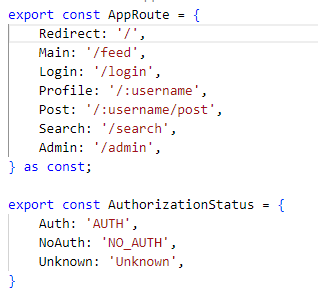 export const AppRoute = {
    Redirect: '/',
    Main: '/feed',
    Login: '/login',
    Profile: '/:username',
    Post: '/:username/post',
    Search: '/search',
    Admin: '/admin',
} as const;

export const AuthorizationStatus = {
    Auth: 'AUTH',
    NoAuth: 'NO_AUTH',
    Unknown: 'Unknown',
}